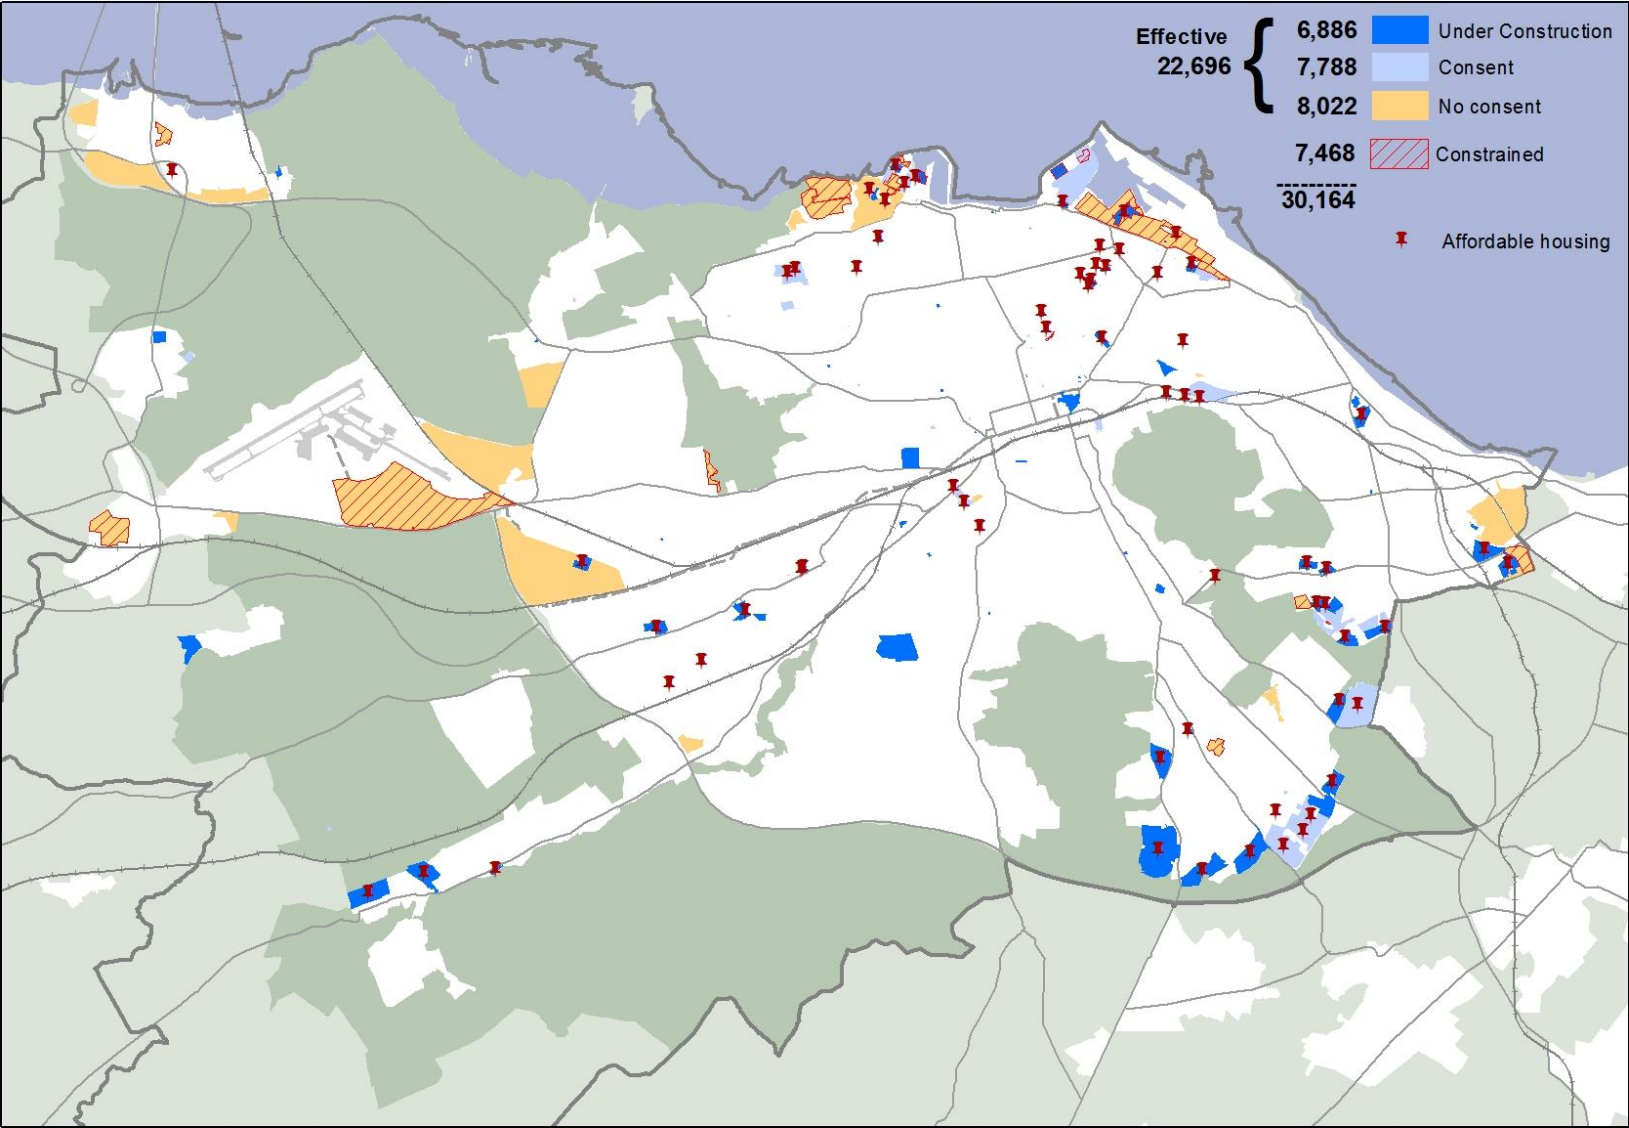 Effective
22,696
6,886 Under Construction
7,788 Consent
8,022 No consent
7,468 Constrained
----------
30,164
Affordable housing